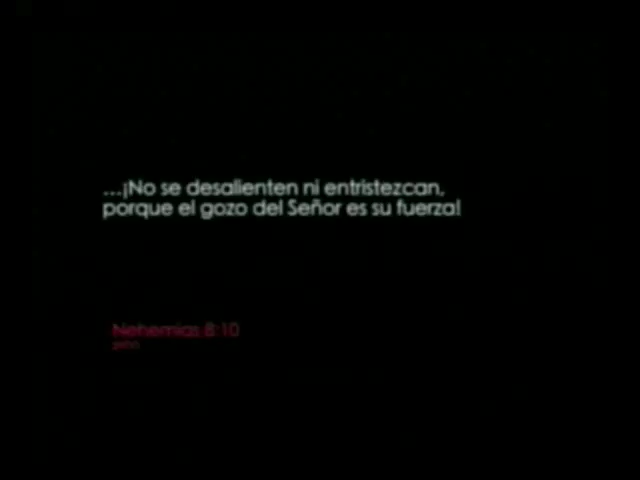 ...¡No se desalienten ni entristezcan,
porque el gozo del Señor es su fuerza!
Nehemías 8:10